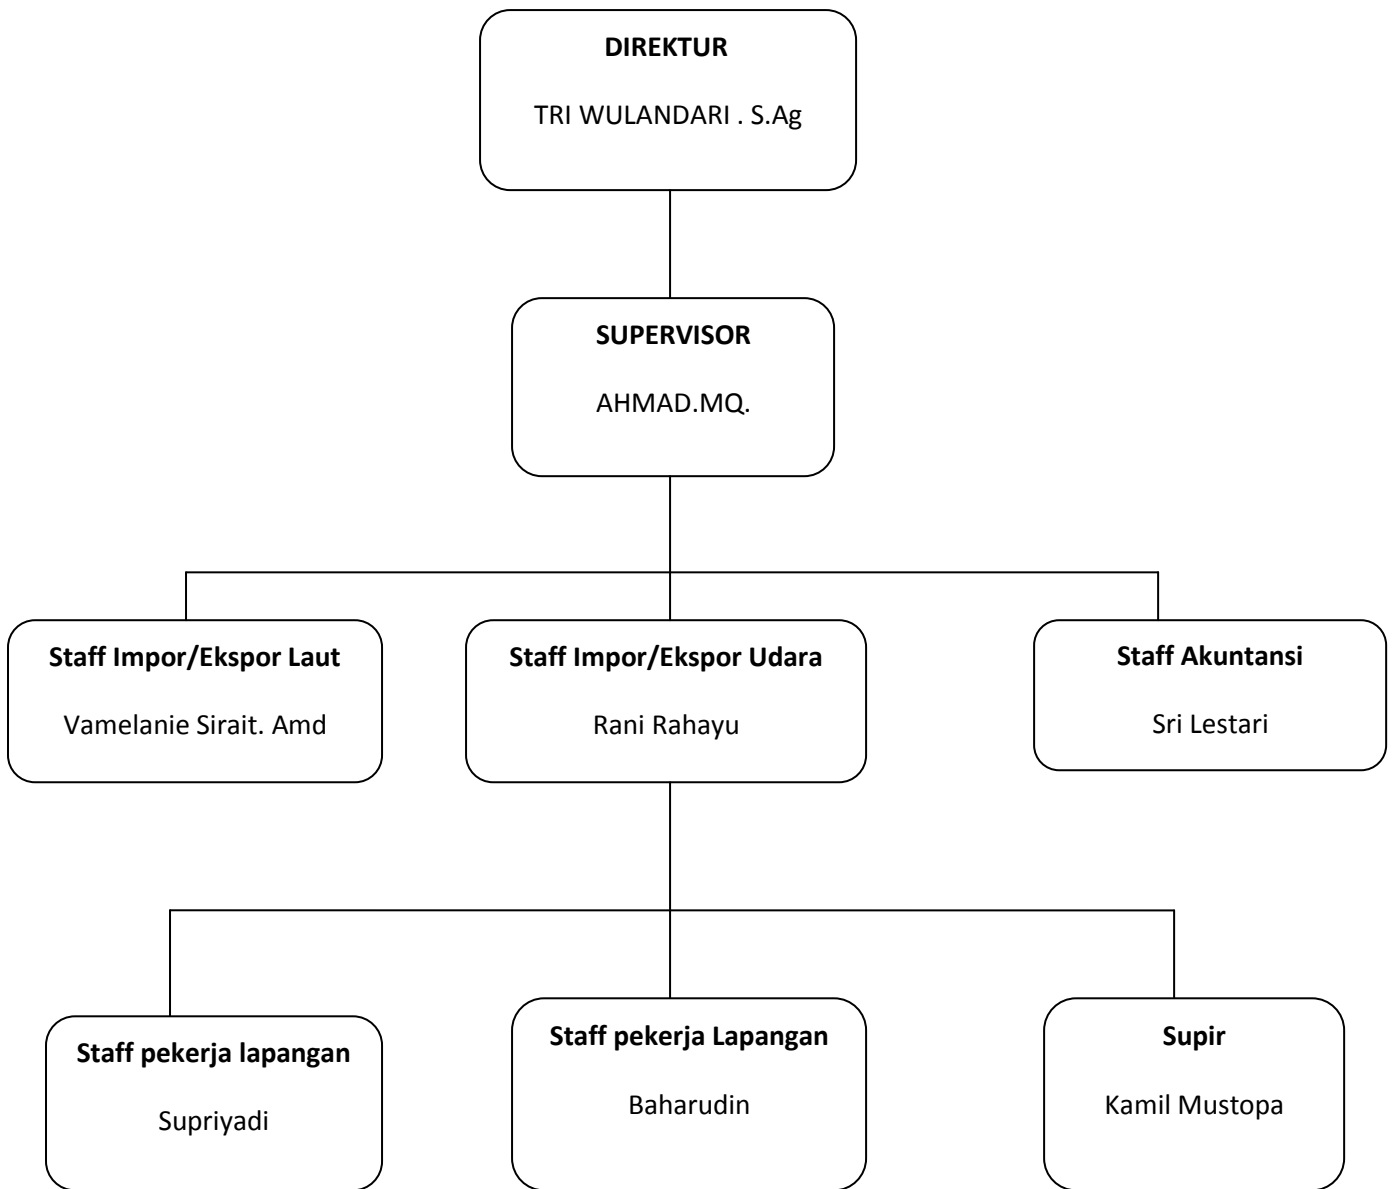 DIREKTUR
TRI WULANDARI . S.Ag
SUPERVISOR
AHMAD.MQ.
Staff Impor/Ekspor Laut
Vamelanie Sirait. Amd
Staff Impor/Ekspor Udara
Rani Rahayu
Staff Akuntansi
Sri Lestari
Staff pekerja lapangan
Supriyadi
Staff pekerja Lapangan
Baharudin
Supir
Kamil Mustopa